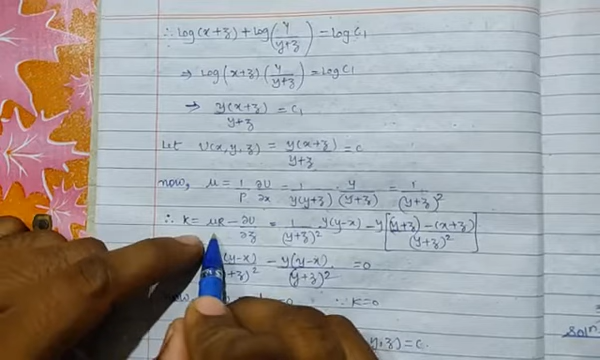 ∴ log(x+z) + log(y/(y+z)) = log C₁
⇒ log(x+z)(y/(y+z)) = log C₁
→ y(x+z)/(y+z) = C₁
Let U(x,y,z) = y(x+z)/(y+z) = C
now, μ = 1/P ∂U/∂x = 1/(y(y+z)) · y/(y+z) = 1/(y+z)²
∴ K = μR − ∂U/∂z = 1/(y+z)² y(y-x) − y[((y+z) − (x+z))/(y+z)²]
(y-x)/(+z)² − y(y-x)/(y+z)² = 0
=0 ∴ K=0
y,z) = C.
Solⁿ